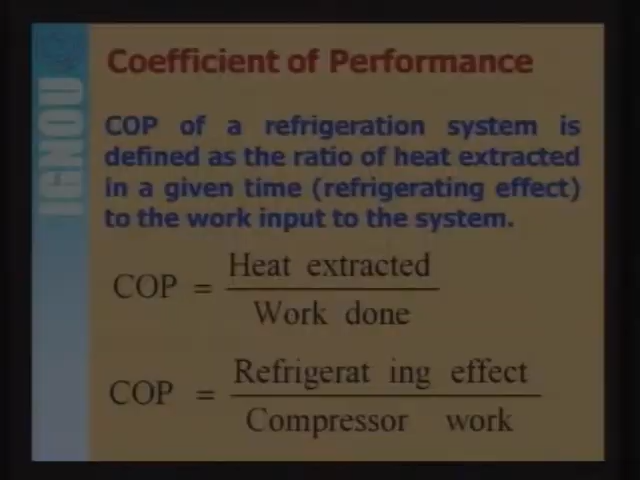 IGNOU
Coefficient of Performance
COP of a refrigeration system is
defined as the ratio of heat extracted
in a given time (refrigerating effect)
to the work input to the system.
COP = Heat extracted
Work done
COP = Refrigerat ing effect
Compressor work